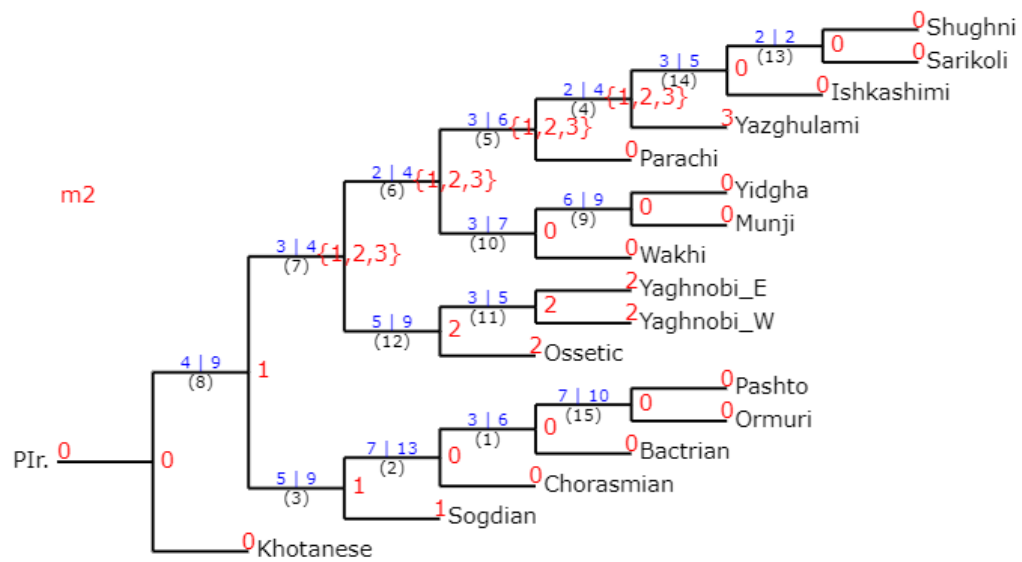 0 Shughni
2 | 2
(13) 0
0 Sarikoli
3 | 5
(14) 0
0 Ishkashimi
2 | 4
(4) {1,2,3}
3 Yazghulami
3 | 6
(5) {1,2,3}
0 Parachi
2 | 4
(6) {1,2,3}
0 Yidgha
6 | 9
(9) 0
0 Munji
m2
3 | 7
(10) 0
0 Wakhi
3 | 4
(7) {1,2,3}
2 Yaghnobi_E
3 | 5
(11) 2
2 Yaghnobi_W
5 | 9
(12) 2
2 Ossetic
4 | 9
(8) 1
0 Pashto
7 | 10
(15) 0
0 Ormuri
3 | 6
(1) 0
0 Bactrian
7 | 13
(2) 0
0 Chorasmian
5 | 9
(3) 1
1 Sogdian
PIr. 0
0
0 Khotanese